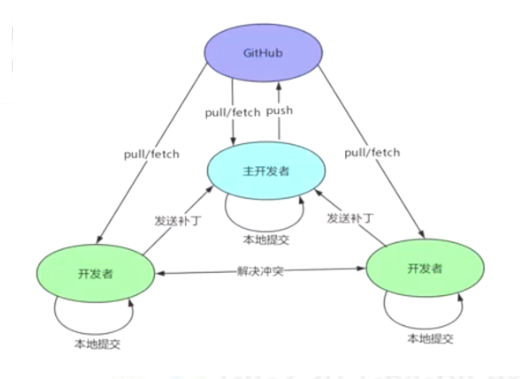 GitHub
pull/fetch
push
pull/fetch
pull/fetch
主开发者
发送补丁
发送补丁
本地提交
开发者
解决冲突
开发者
本地提交
本地提交